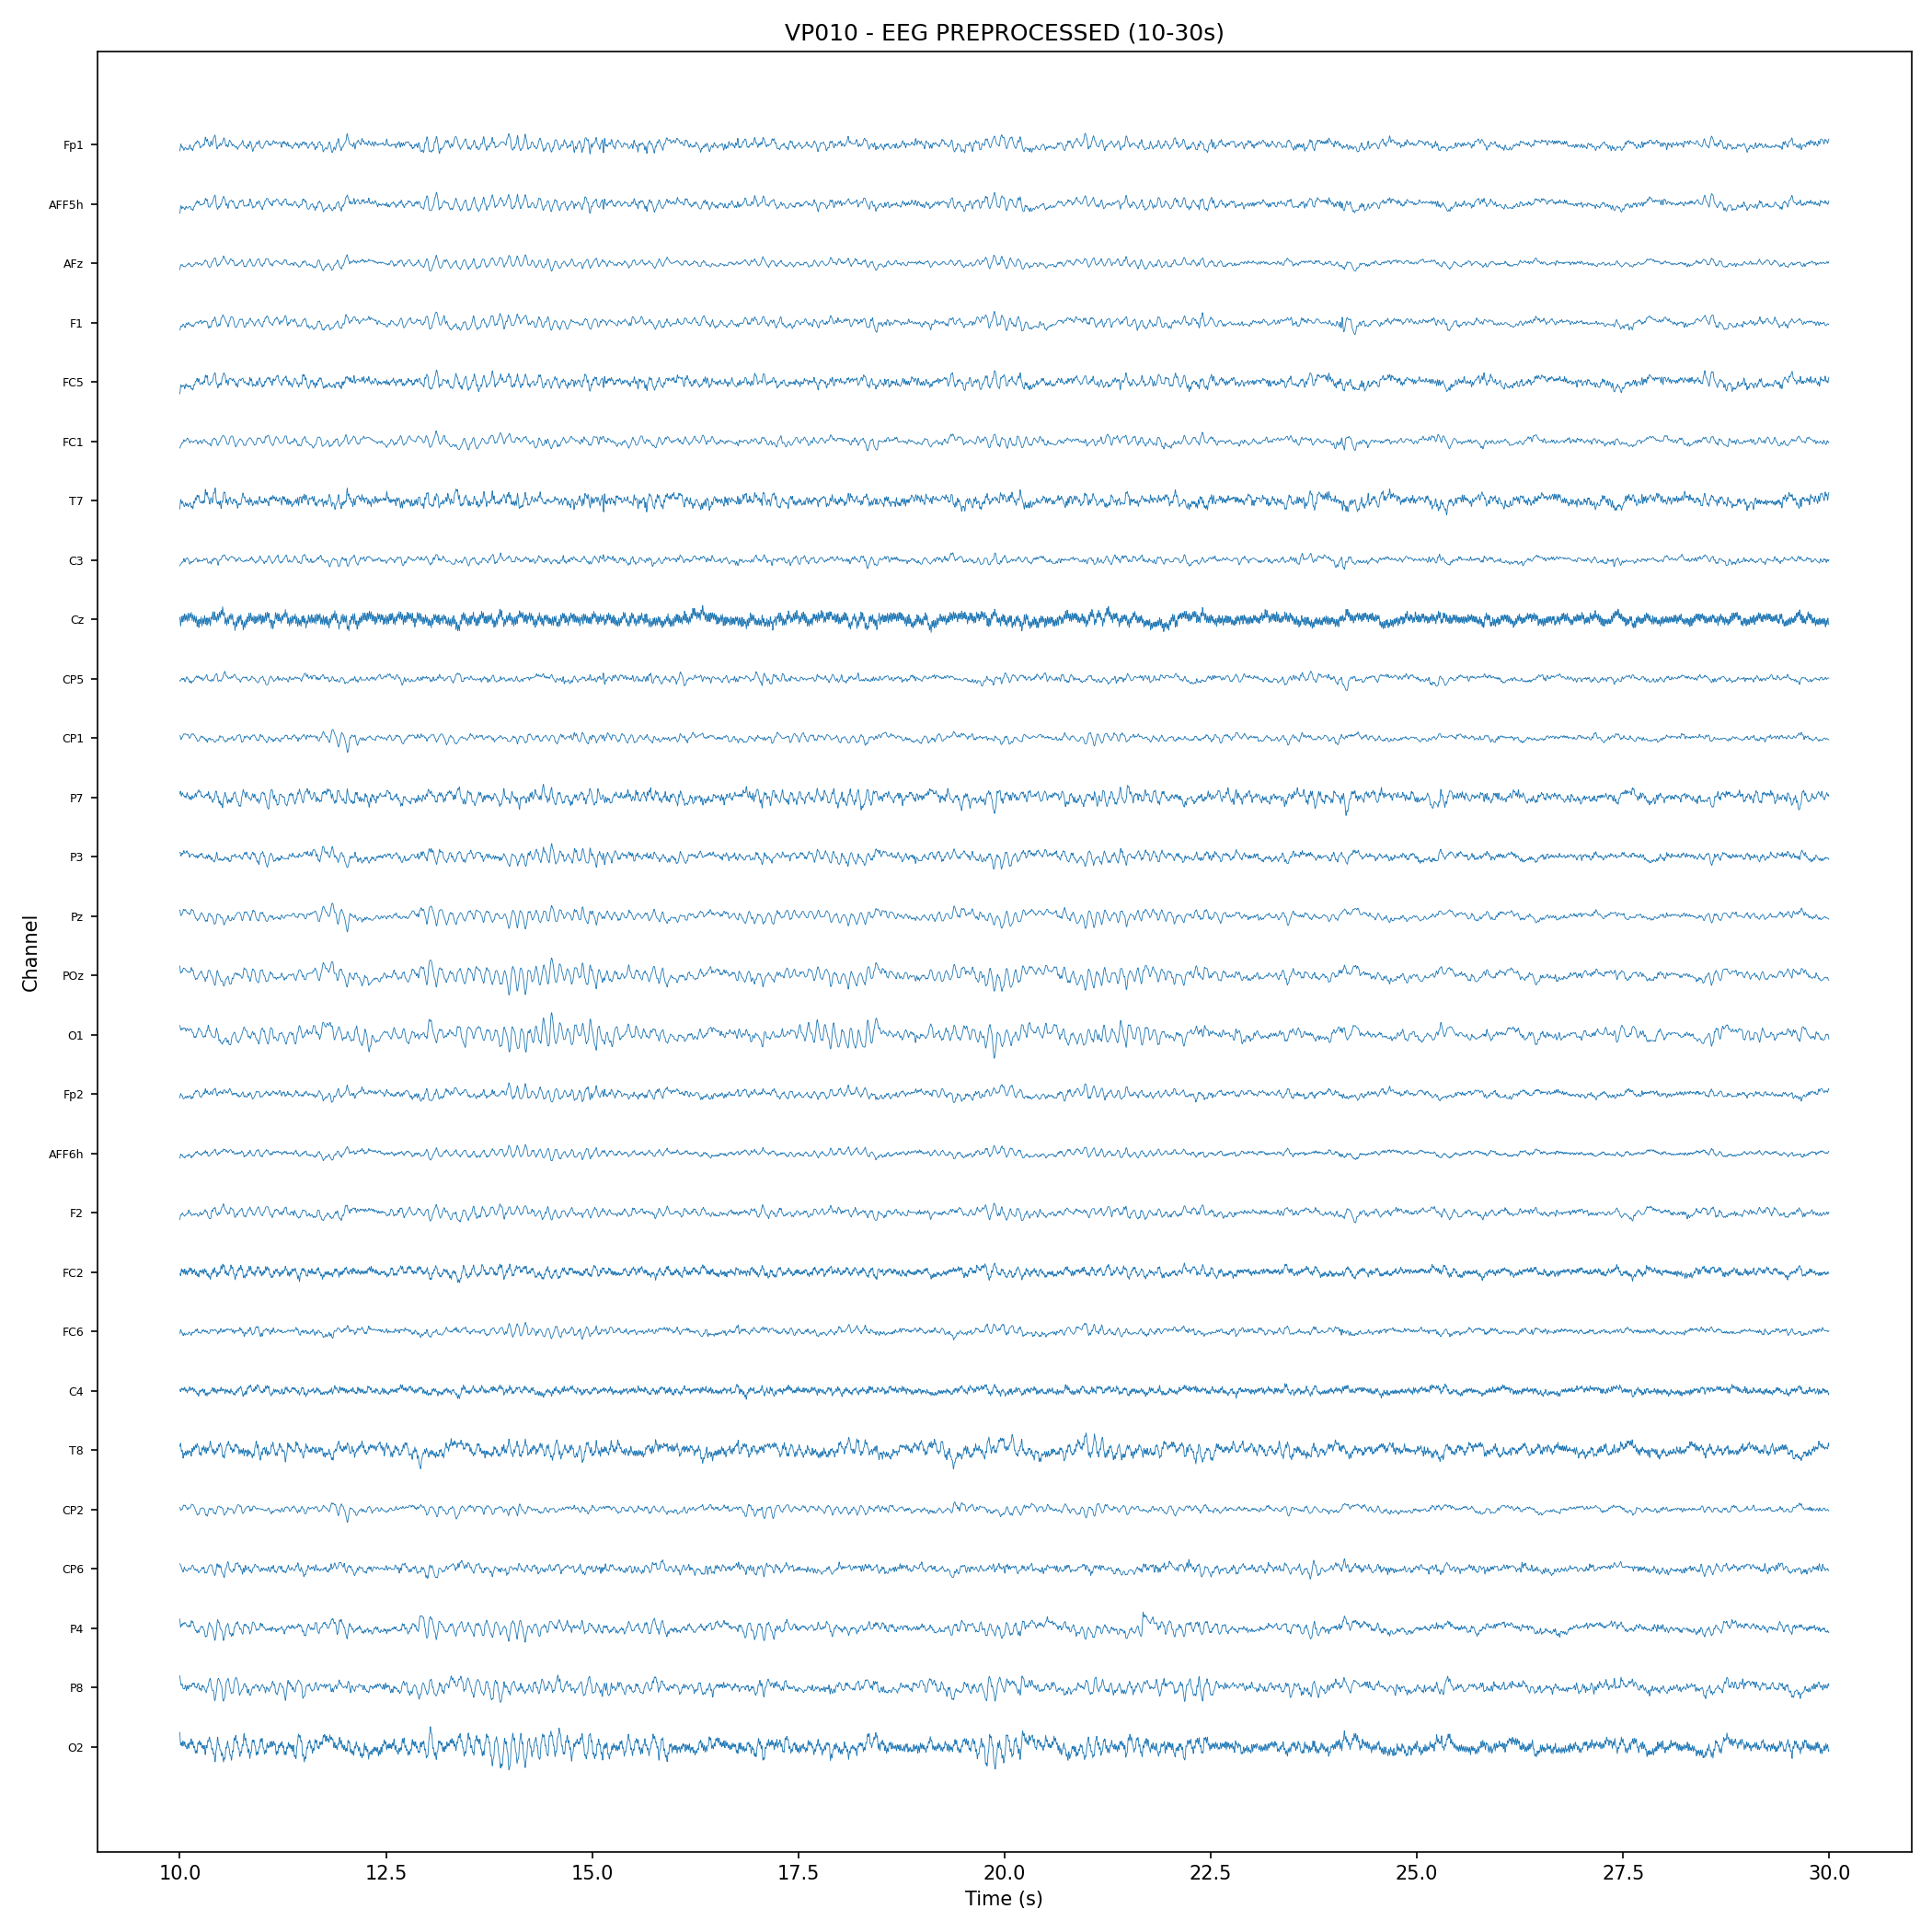 VP010 - EEG PREPROCESSED (10-30s)
Fp1
AFF5h
AFz
F1
FC5
FC1
T7
C3
Cz
CP5
CP1
P7
P3
Pz
POz
O1
Fp2
AFF6h
F2
FC2
FC6
C4
T8
CP2
CP6
P4
P8
O2
Channel
10.0 12.5 15.0 17.5 20.0 22.5 25.0 27.5 30.0
Time (s)